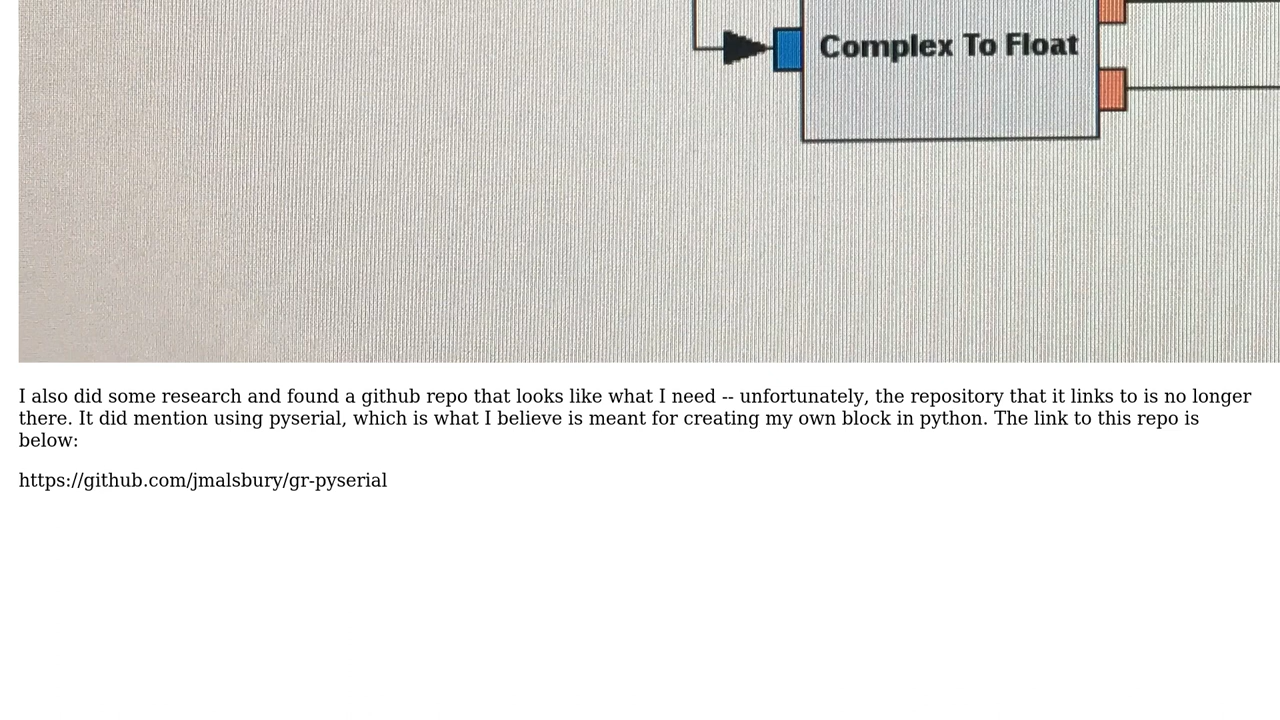 Complex To Float
I also did some research and found a github repo that looks like what I need -- unfortunately, the repository that it links to is no longer
there. It did mention using pyserial, which is what I believe is meant for creating my own block in python. The link to this repo is
below:
https://github.com/jmalsbury/gr-pyserial